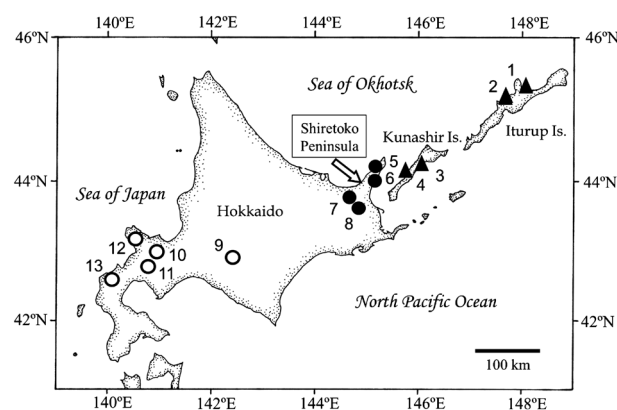 140°E 142°E 144°E 146°E 148°E
46°N 46°N
Sea of Okhotsk
1
2
Shiretoko
Peninsula
Kunashir Is.
Iturup Is.
5
3
44°N 6 4 44°N
Sea of Japan
7
Hokkaido
8
12 10 9
13 11
North Pacific Ocean
42°N 42°N
100 km
140°E 142°E 144°E 146°E 148°E